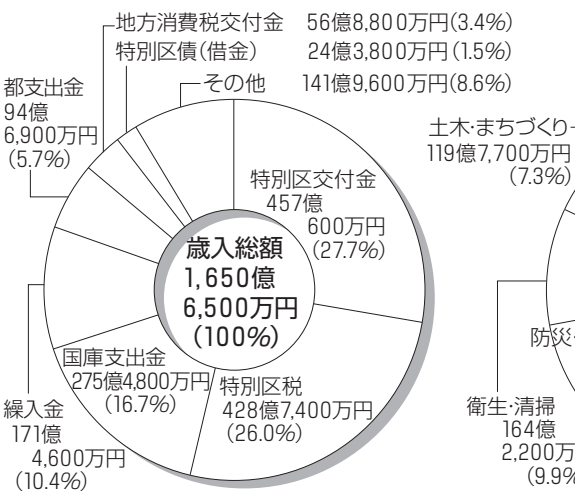 地方消費税交付金 56億8,800万円(3.4%)
特別区債(借金) 24億3,800万円(1.5%)
その他 141億9,600万円(8.6%)
都支出金
94億
6,900万円
(5.7%)
特別区交付金
457億
600万円
(27.7%)
歳入総額
1,650億
6,500万円
(100%)
国庫支出金
275億4,800万円
(16.7%)
特別区税
428億7,400万円
(26.0%)
繰入金
171億
4,600万円
(10.4%)
土木・まちづくり
119億7,700万円
(7.3%)
防災
衛生・清掃
164億
2,200万
(9.9%